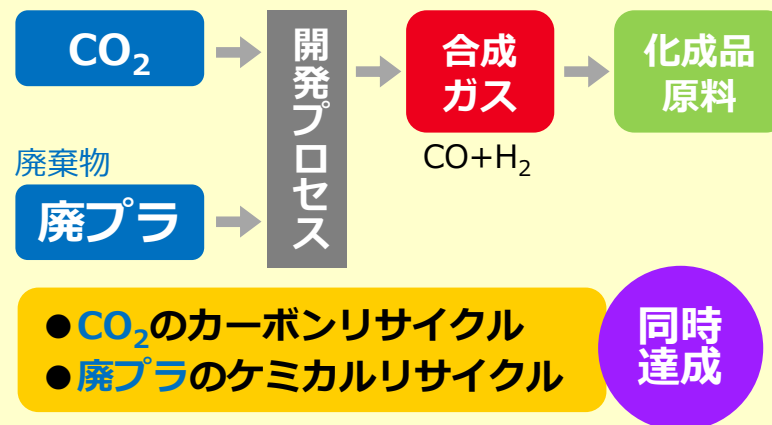 CO₂
開発プロセス
合成
ガス
化成品
原料
CO+H₂
廃棄物
廃プラ
●CO₂のカーボンリサイクル
●廃プラのケミカルリサイクル
同時
達成